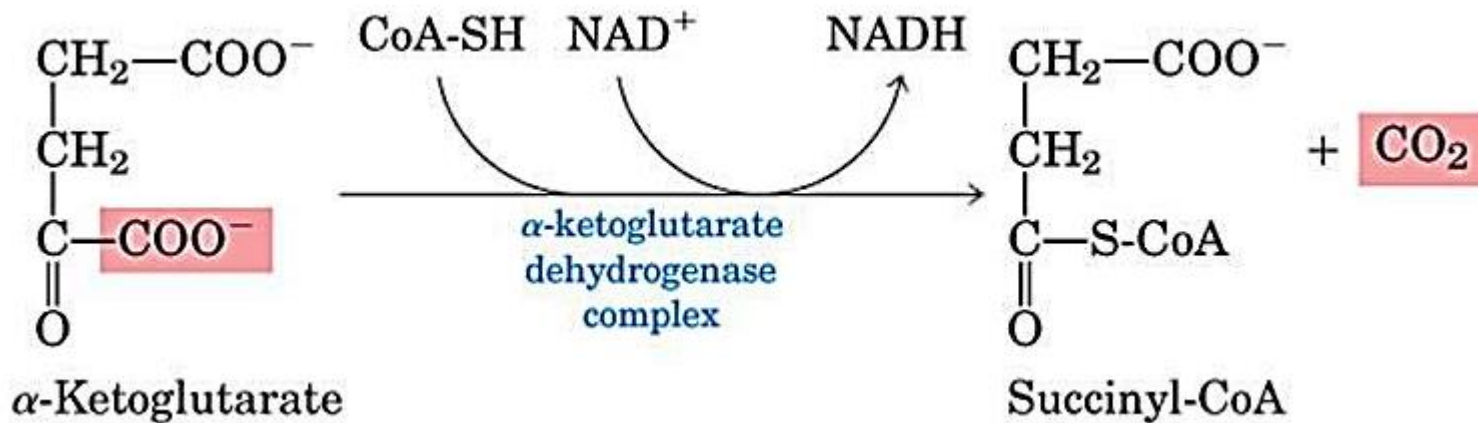 CoA-SH NAD⁺ NADH
CH₂—COO⁻ CH₂—COO⁻
CH₂ CH₂ + CO₂
C—COO⁻ α-ketoglutarate C—S-CoA
dehydrogenase
O complex O
α-Ketoglutarate Succinyl-CoA